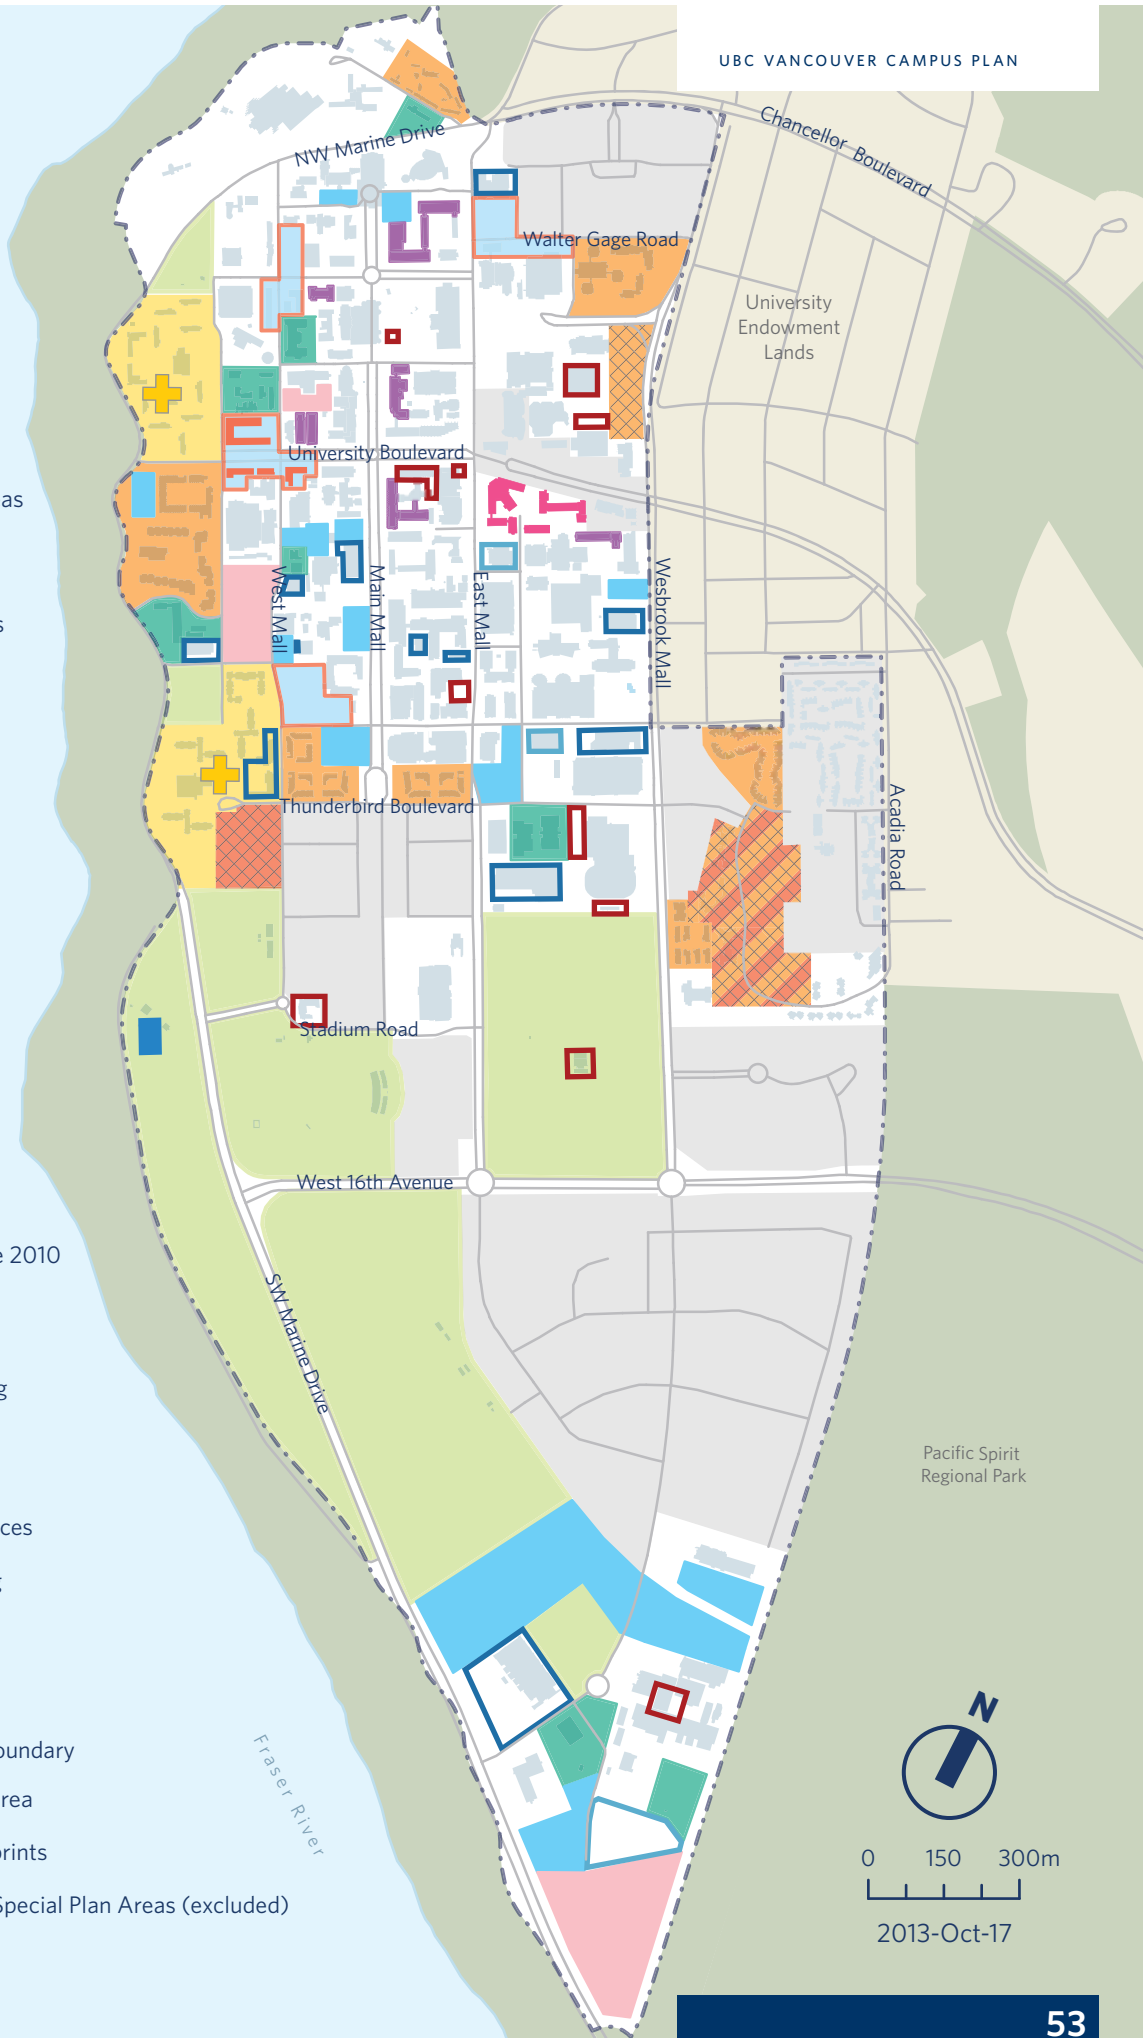 UBC VANCOUVER CAMPUS PLAN
Chancellor Boulevard
NW Marine Drive
Walter Gage Road
University
Endowment
Lands
University Boulevard
as
West Mall
Main Mall
East Mall
Wesbrook Mall
s
Thunderbird Boulevard
Acadia Road
Stadium Road
West 16th Avenue
e 2010
SW Marine Drive
g
Pacific Spirit
Regional Park
ces
g
N
oundary
Fraser River
rea
rints
0 150 300m
Special Plan Areas (excluded)
2013-Oct-17
53